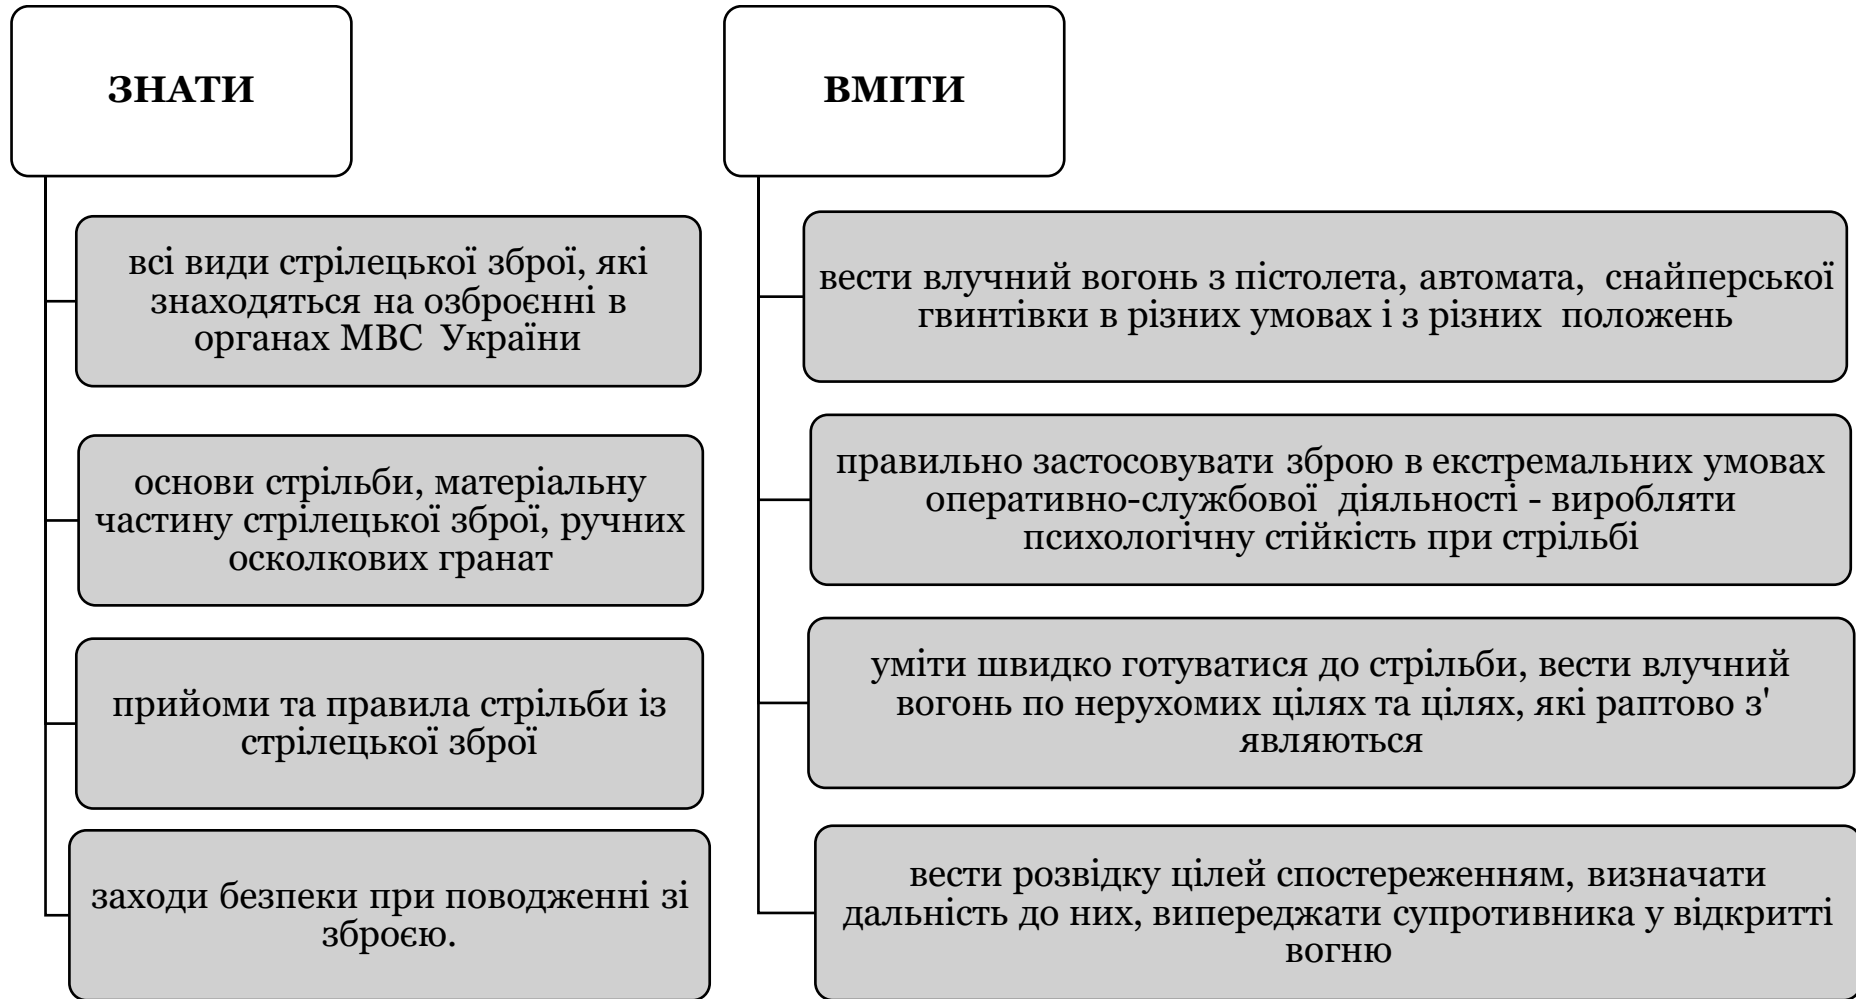 ЗНАТИ
всі види стрілецької зброї, які
знаходяться на озброєнні в
органах МВС України
основи стрільби, матеріальну
частину стрілецької зброї, ручних
осколкових гранат
прийоми та правила стрільби із
стрілецької зброї
заходи безпеки при поводженні зі
зброєю.
ВМІТИ
вести влучний вогонь з пістолета, автомата, снайперської
гвинтівки в різних умовах і з різних положень
правильно застосовувати зброю в екстремальних умовах
оперативно-службової діяльності - виробляти
психологічну стійкість при стрільбі
уміти швидко готуватися до стрільби, вести влучний
вогонь по нерухомих цілях та цілях, які раптово з'
являються
вести розвідку цілей спостереженням, визначати
дальність до них, випереджати супротивника у відкритті
вогню